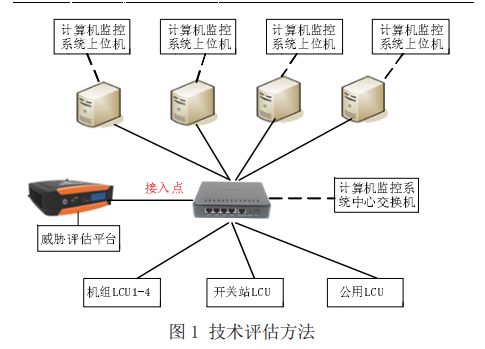 计算机监控
系统上位机
计算机监控
系统上位机
计算机监控
系统上位机
计算机监控
系统上位机
接入点
计算机监控系
统中心交换机
威胁评估平台
机组LCU1-4
开关站LCU
公用LCU
图 1 技术评估方法